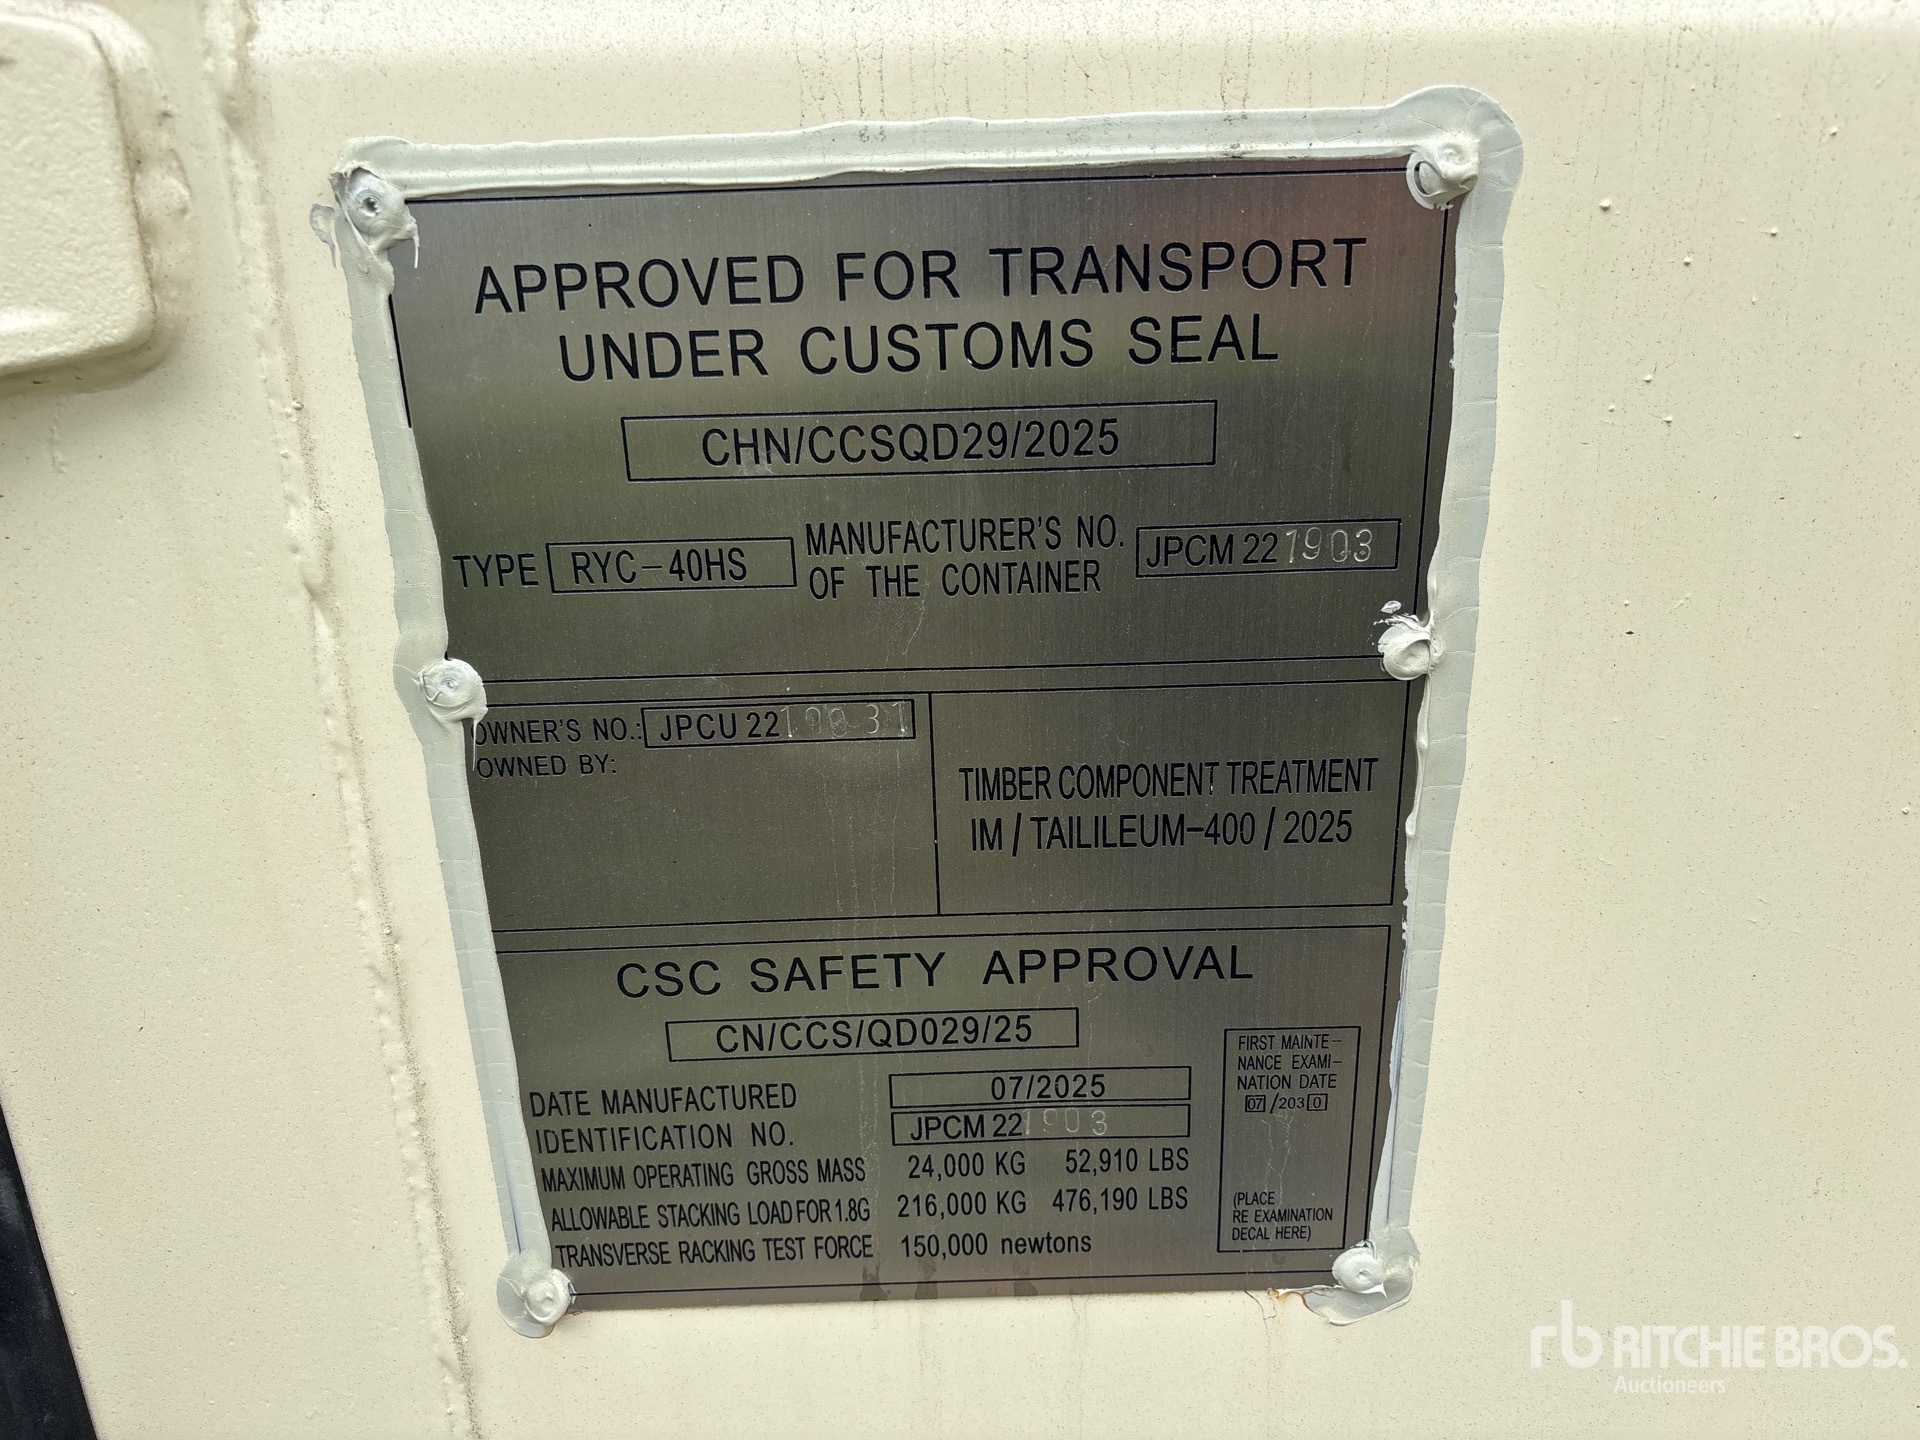 APPROVED FOR TRANSPORT
UNDER CUSTOMS SEAL
CHN/CCSQD29/2025
TYPE RYC-40HS MANUFACTURER'S NO. OF THE CONTAINER JPCM 221903
OWNER'S NO.: JPCU 22
OWNED BY:
TIMBER COMPONENT TREATMENT
IM / TAILILEUM-400 / 2025
CSC SAFETY APPROVAL
CN/CCS/QD029/25
DATE MANUFACTURED 07/2025
IDENTIFICATION NO. JPCM 221903
MAXIMUM OPERATING GROSS MASS 24,000 KG 52,910 LBS
ALLOWABLE STACKING LOAD FOR 1.8G 216,000 KG 476,190 LBS
TRANSVERSE RACKING TEST FORCE 150,000 newtons
FIRST MAINTE-
NANCE EXAMI-
NATION DATE
07/2030
(PLACE
RE EXAMINATION
DECAL HERE)
rb RITCHIE BROS.
Auctioneers